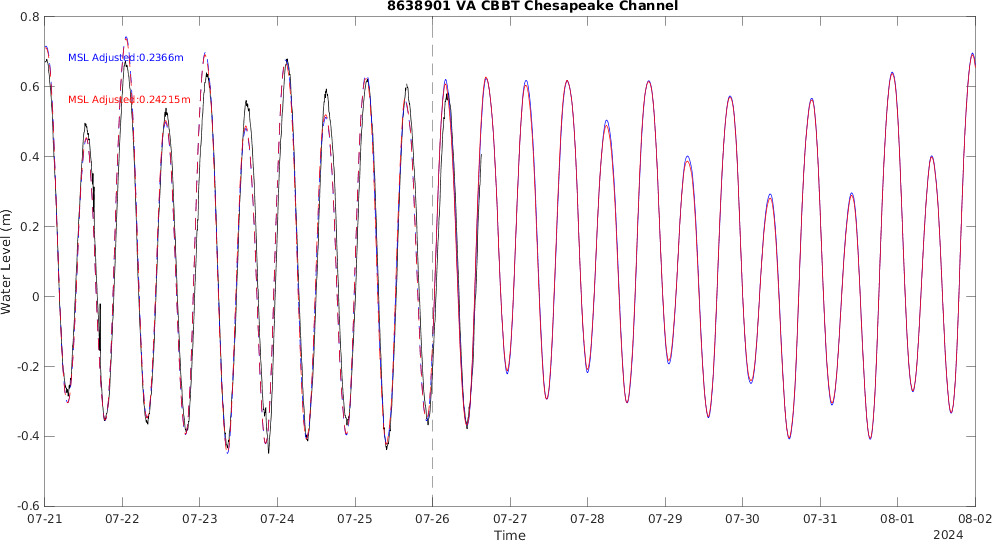 8638901 VA CBBT Chesapeake Channel
0.8
MSL Adjusted:0.2366m
0.6
MSL Adjusted:0.24215m
0.4
0.2
Water Level (m)
0
-0.2
-0.4
-0.6
07-21 07-22 07-23 07-24 07-25 07-26 07-27 07-28 07-29 07-30 07-31 08-01 08-02
Time
2024